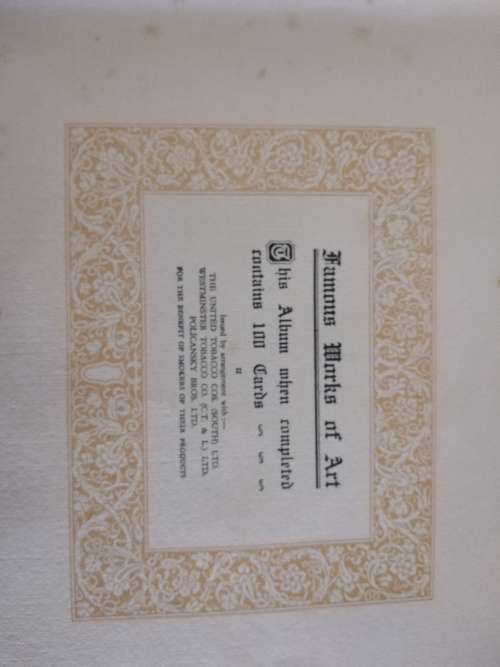 Famous Works of Art
This Album when completed
contains 100 Cards
Issued by arrangement with :—
THE UNITED TOBACCO COS. (SOUTH) LTD.
WESTMINSTER TOBACCO CO. (C.T. & L.) LTD.
POLICANSKY BROS. LTD.
FOR THE BENEFIT OF SMOKERS OF THEIR PRODUCTS